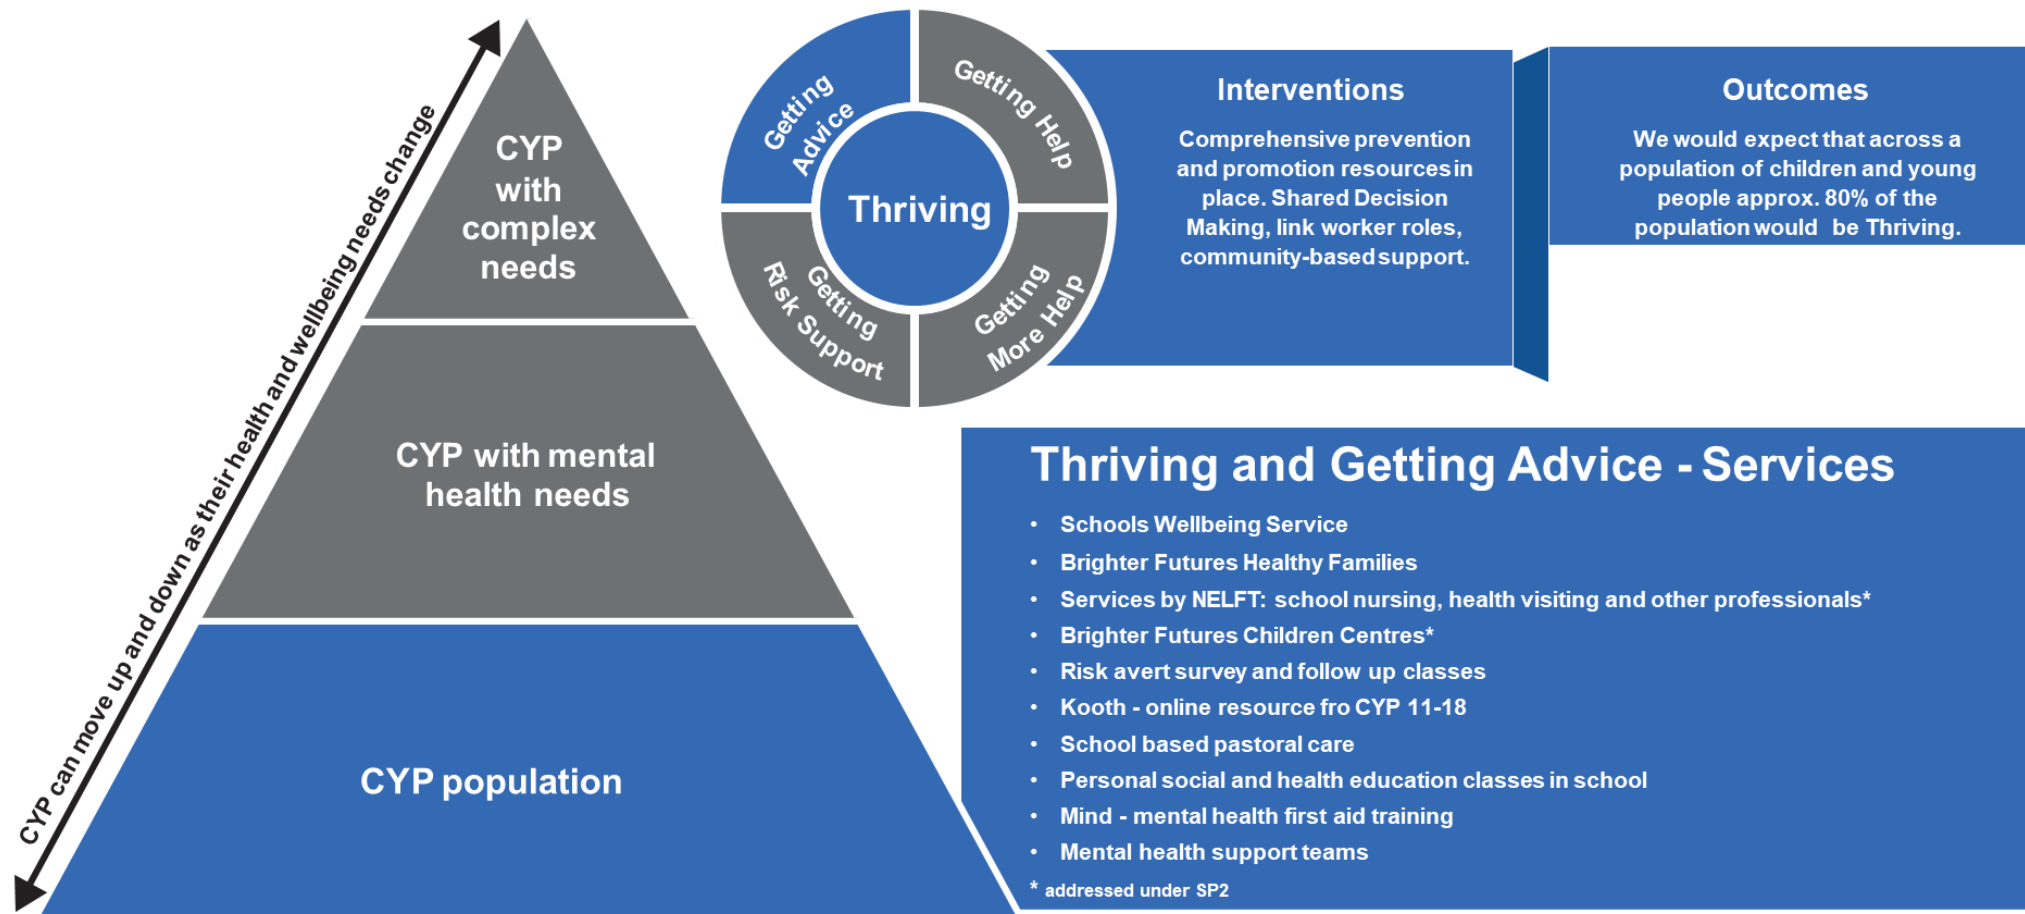 CYP can move up and down as their health and wellbeing needs change
CYP
with
complex
needs
CYP with mental
health needs
CYP population
Getting
Advice
Getting Help
Thriving
Getting
Risk Support
Getting
More Help
Interventions
Comprehensive prevention
and promotion resources in
place. Shared Decision
Making, link worker roles,
community-based support.
Outcomes
We would expect that across a
population of children and young
people approx. 80% of the
population would be Thriving.
Thriving and Getting Advice - Services
• Schools Wellbeing Service
• Brighter Futures Healthy Families
• Services by NELFT: school nursing, health visiting and other professionals*
• Brighter Futures Children Centres*
• Risk avert survey and follow up classes
• Kooth - online resource fro CYP 11-18
• School based pastoral care
• Personal social and health education classes in school
• Mind - mental health first aid training
• Mental health support teams
* addressed under SP2